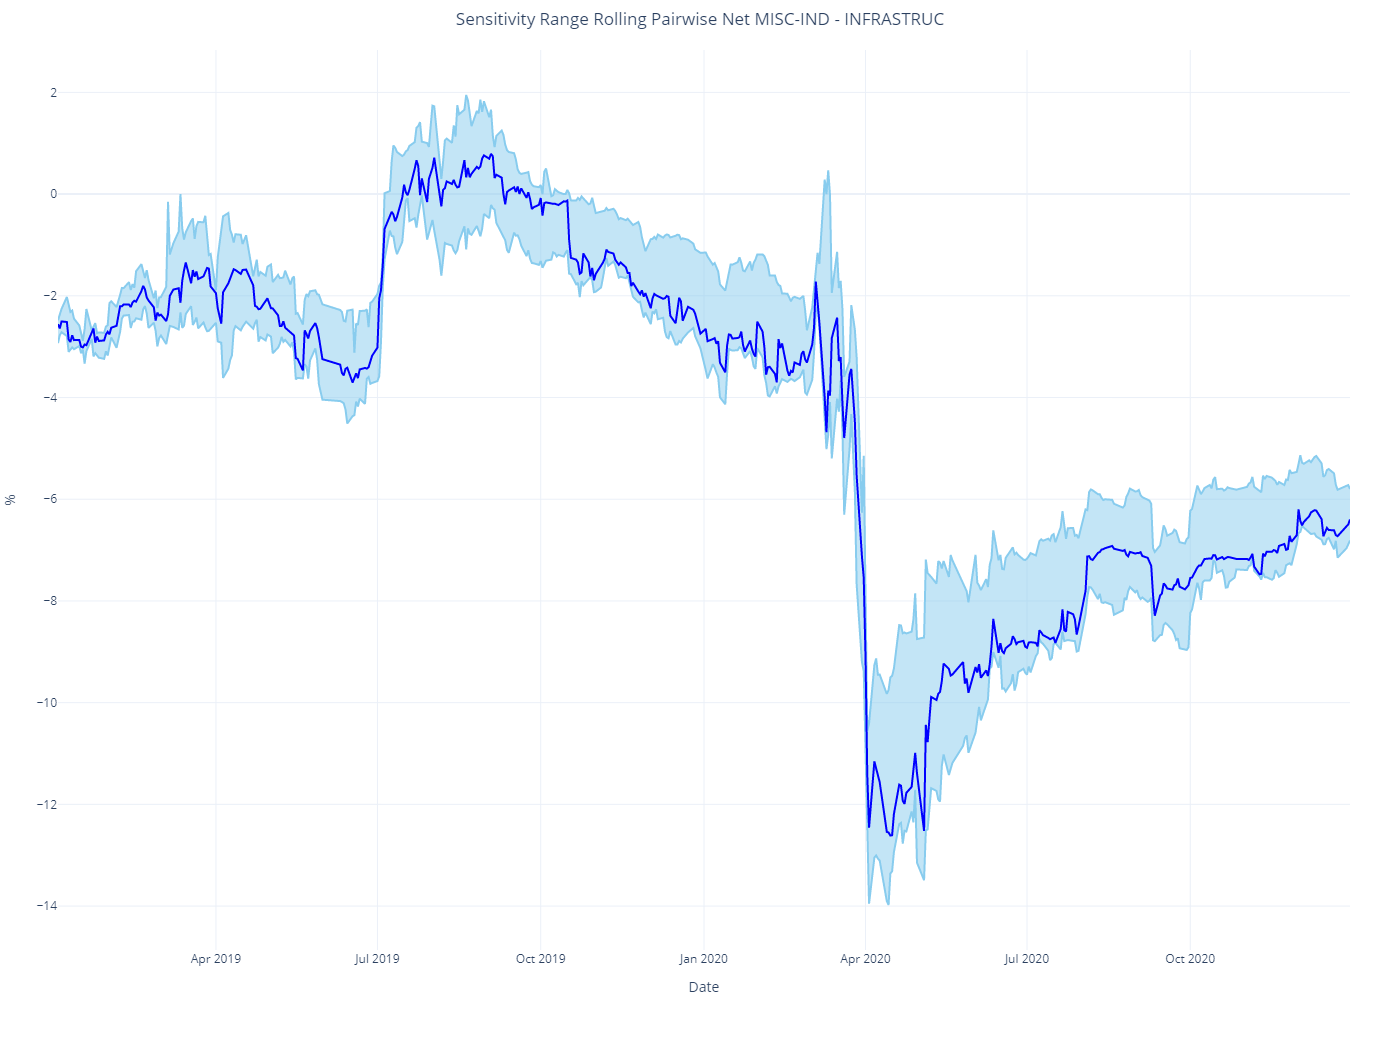 Sensitivity Range Rolling Pairwise Net MISC-IND - INFRASTRUC
2
0
−2
−4
−6
−8
−10
−12
−14
%
Apr 2019
Jul 2019
Oct 2019
Jan 2020
Apr 2020
Jul 2020
Oct 2020
Date